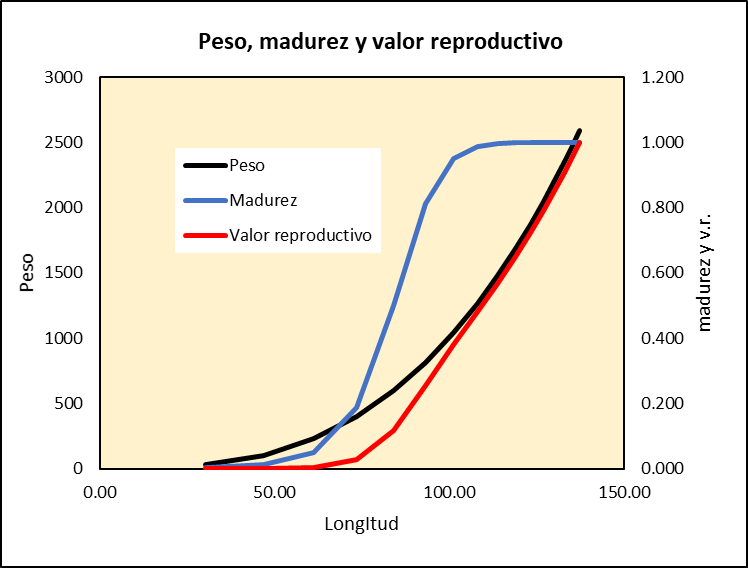 Peso, madurez y valor reproductivo
3000
2500
2000
1500
1000
500
0
Peso
1.200
1.000
0.800
0.600
0.400
0.200
0.000
madurez y v.r.
Peso
Madurez
Valor reproductivo
0.00
50.00
100.00
150.00
LongItud